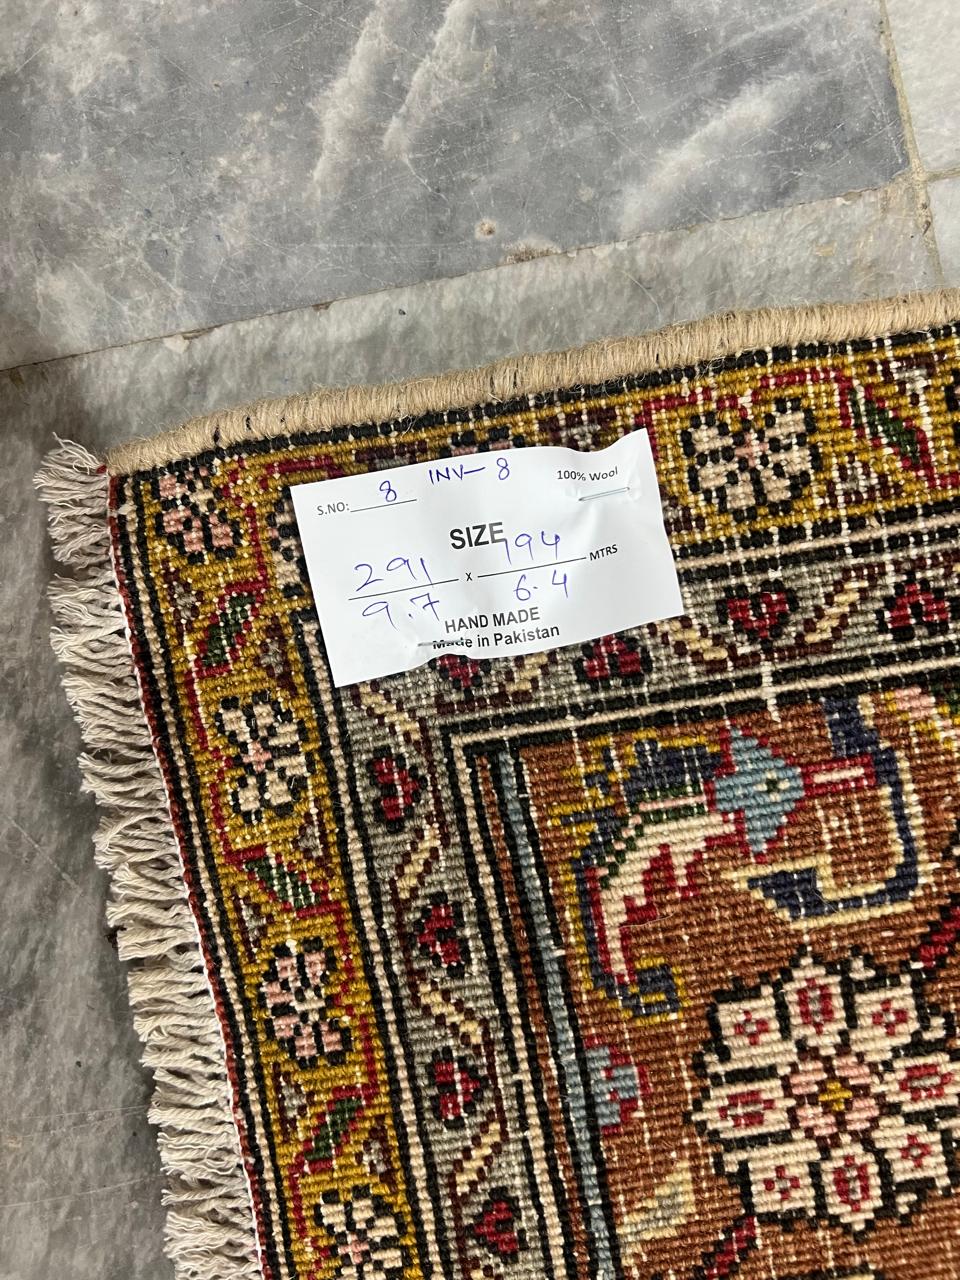 S.NO: 8 INV-8 100% Wool
SIZE
291 x 194 MTRS
9.7 6.4
HAND MADE
Made in Pakistan